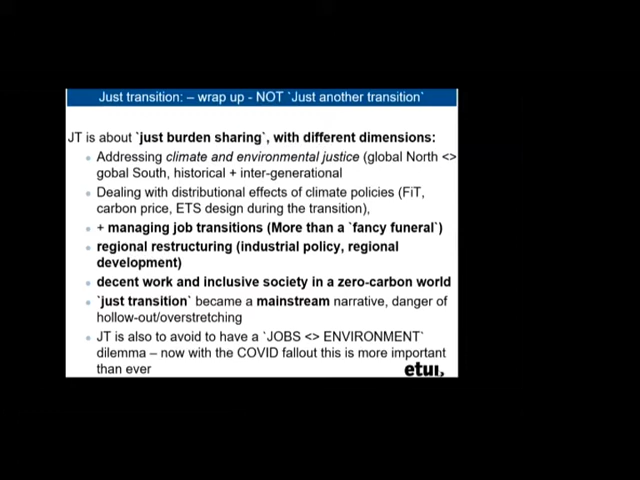 Just transition: – wrap up - NOT `Just another transition`
JT is about `just burden sharing`, with different dimensions:
Addressing climate and environmental justice (global North <>
gobal South, historical + inter-generational
Dealing with distributional effects of climate policies (FiT,
carbon price, ETS design during the transition),
+ managing job transitions (More than a `fancy funeral`)
regional restructuring (industrial policy, regional
development)
decent work and inclusive society in a zero-carbon world
`just transition` became a mainstream narrative, danger of
hollow-out/overstretching
JT is also to avoid to have a `JOBS <> ENVIRONMENT`
dilemma – now with the COVID fallout this is more important
than ever
etui.